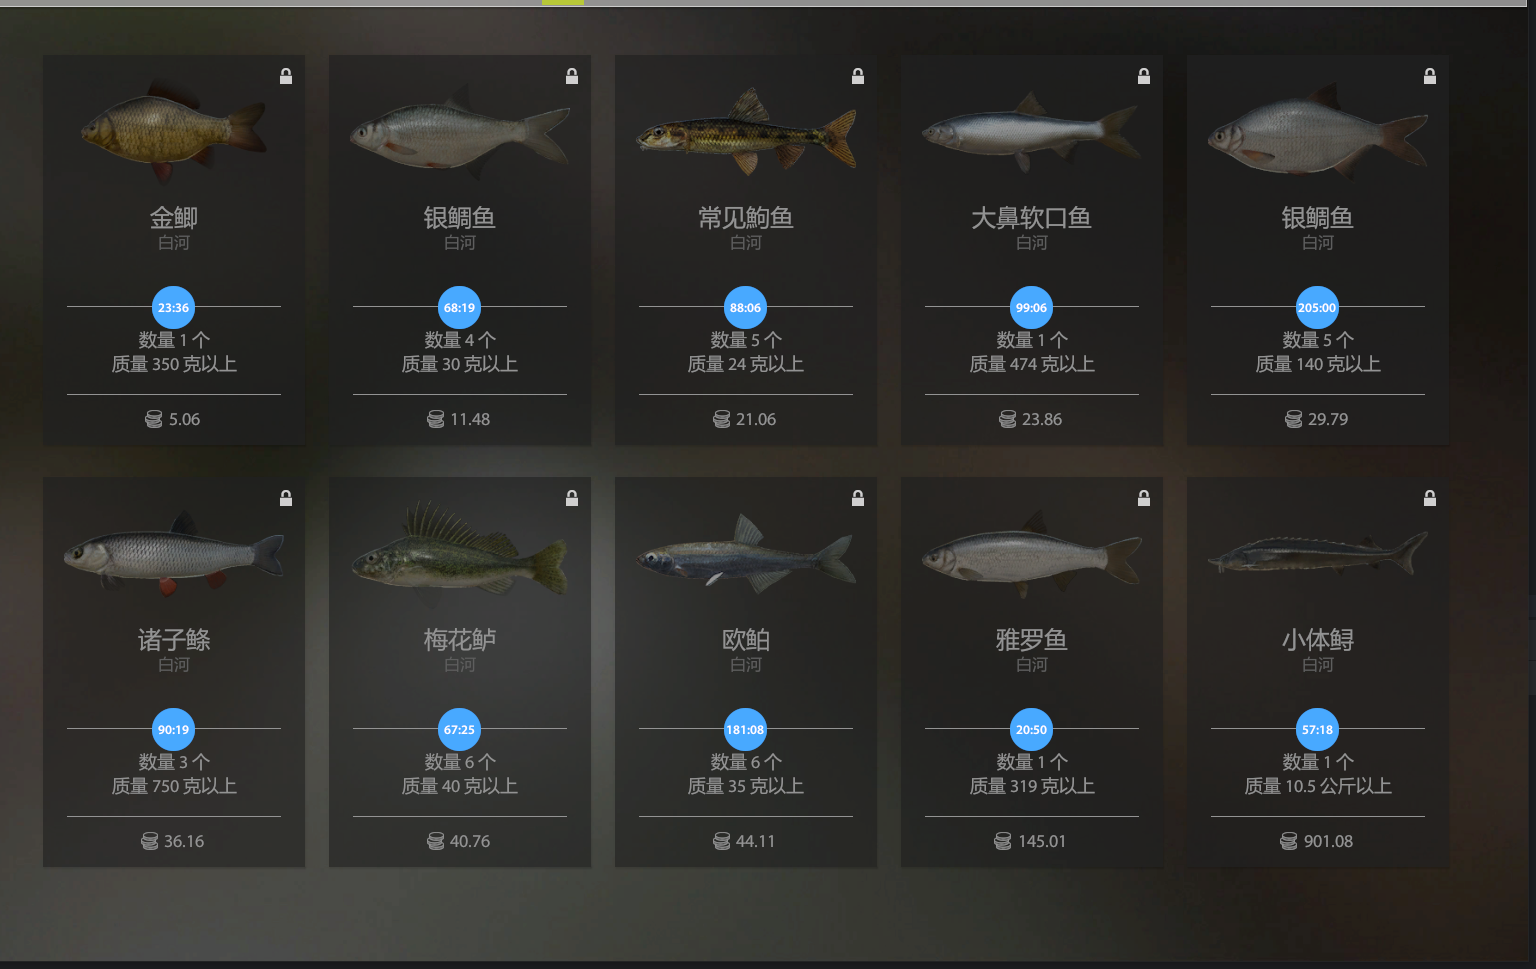 金鲫
白河
23:36
数量 1 个
质量 350 克以上
5.06
银鲷鱼
白河
68:19
数量 4 个
质量 30 克以上
11.48
常见鮈鱼
白河
88:06
数量 5 个
质量 24 克以上
21.06
大鼻软口鱼
白河
99:06
数量 1 个
质量 474 克以上
23.86
银鲷鱼
白河
205:00
数量 5 个
质量 140 克以上
29.79
诸子鲦
白河
90:19
数量 3 个
质量 750 克以上
36.16
梅花鲈
白河
67:25
数量 6 个
质量 40 克以上
40.76
欧鲌
白河
181:08
数量 6 个
质量 35 克以上
44.11
雅罗鱼
白河
20:50
数量 1 个
质量 319 克以上
145.01
小体鲟
白河
57:18
数量 1 个
质量 10.5 公斤以上
901.08